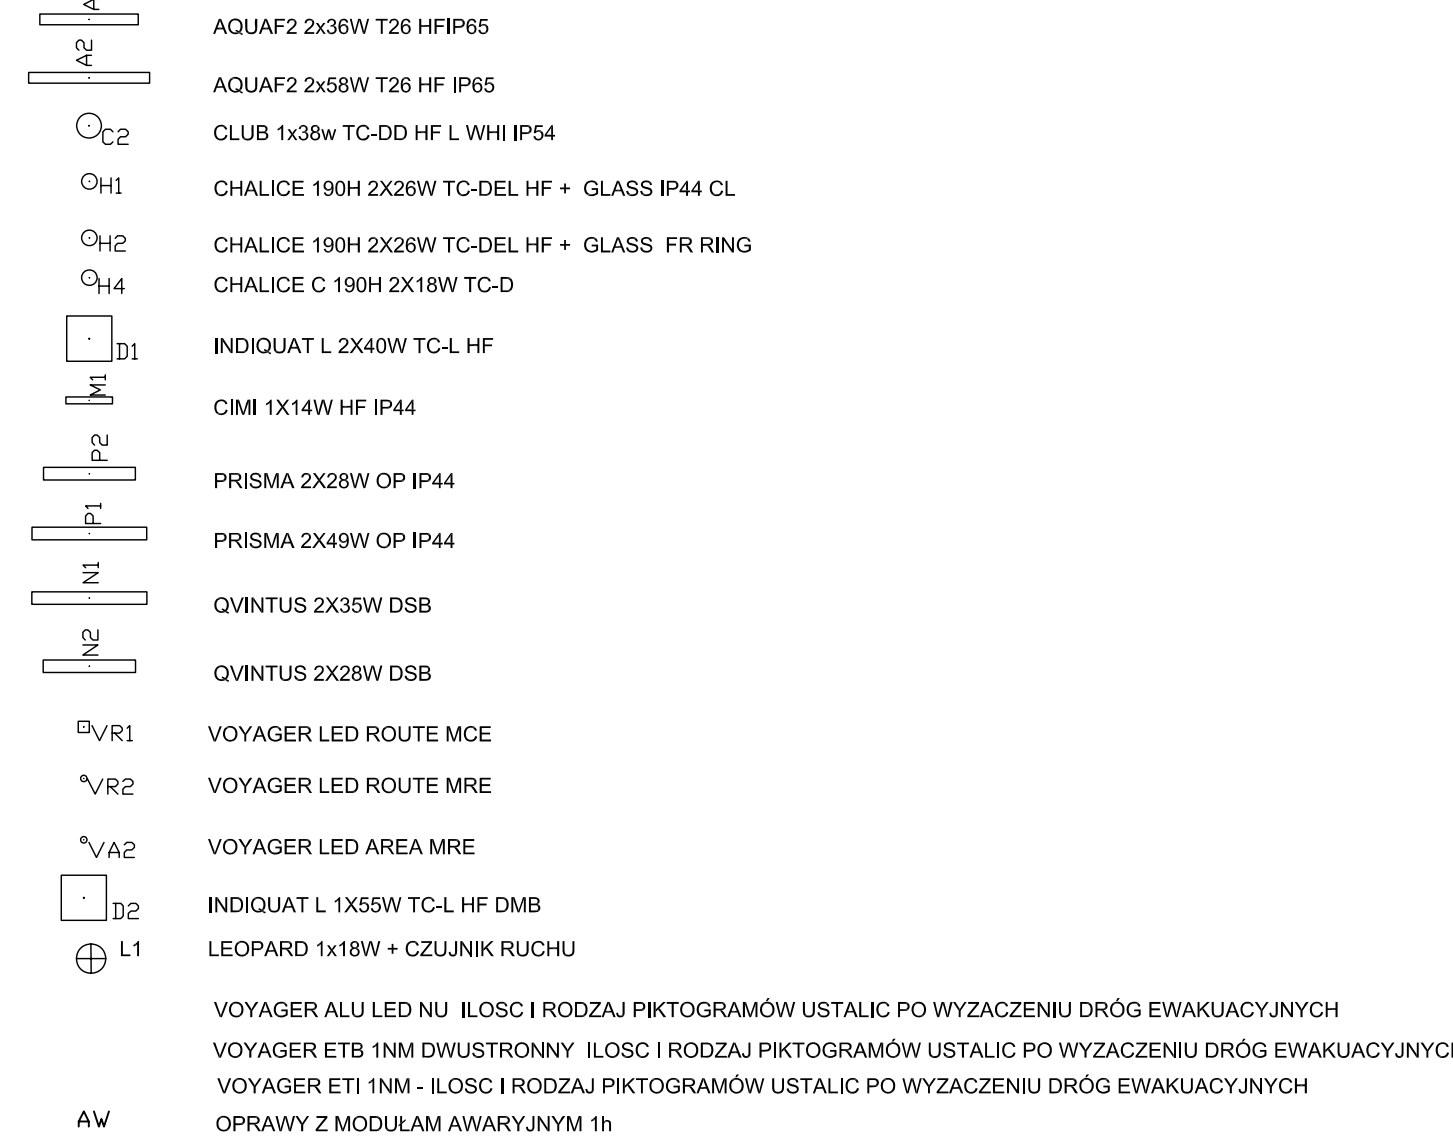 AQUAF2 2x36W T26 HFIP65
A2
AQUAF2 2x58W T26 HF IP65
C2 CLUB 1x38w TC-DD HF L WHI IP54
H1 CHALICE 190H 2X26W TC-DEL HF + GLASS IP44 CL
H2 CHALICE 190H 2X26W TC-DEL HF + GLASS FR RING
H4 CHALICE C 190H 2X18W TC-D
D1 INDIQUAT L 2X40W TC-L HF
M1
CIMI 1X14W HF IP44
P2
PRISMA 2X28W OP IP44
P1
PRISMA 2X49W OP IP44
N1
QVINTUS 2X35W DSB
N2
QVINTUS 2X28W DSB
VR1 VOYAGER LED ROUTE MCE
VR2 VOYAGER LED ROUTE MRE
VA2 VOYAGER LED AREA MRE
D2 INDIQUAT L 1X55W TC-L HF DMB
L1 LEOPARD 1x18W + CZUJNIK RUCHU
VOYAGER ALU LED NU ILOSC I RODZAJ PIKTOGRAMÓW USTALIC PO WYZACZENIU DRÓG EWAKUACYJNYCH
VOYAGER ETB 1NM DWUSTRONNY ILOSC I RODZAJ PIKTOGRAMÓW USTALIC PO WYZACZENIU DRÓG EWAKUACYJNYC
VOYAGER ETI 1NM - ILOSC I RODZAJ PIKTOGRAMÓW USTALIC PO WYZACZENIU DRÓG EWAKUACYJNYCH
AW OPRAWY Z MODUŁAM AWARYJNYM 1h